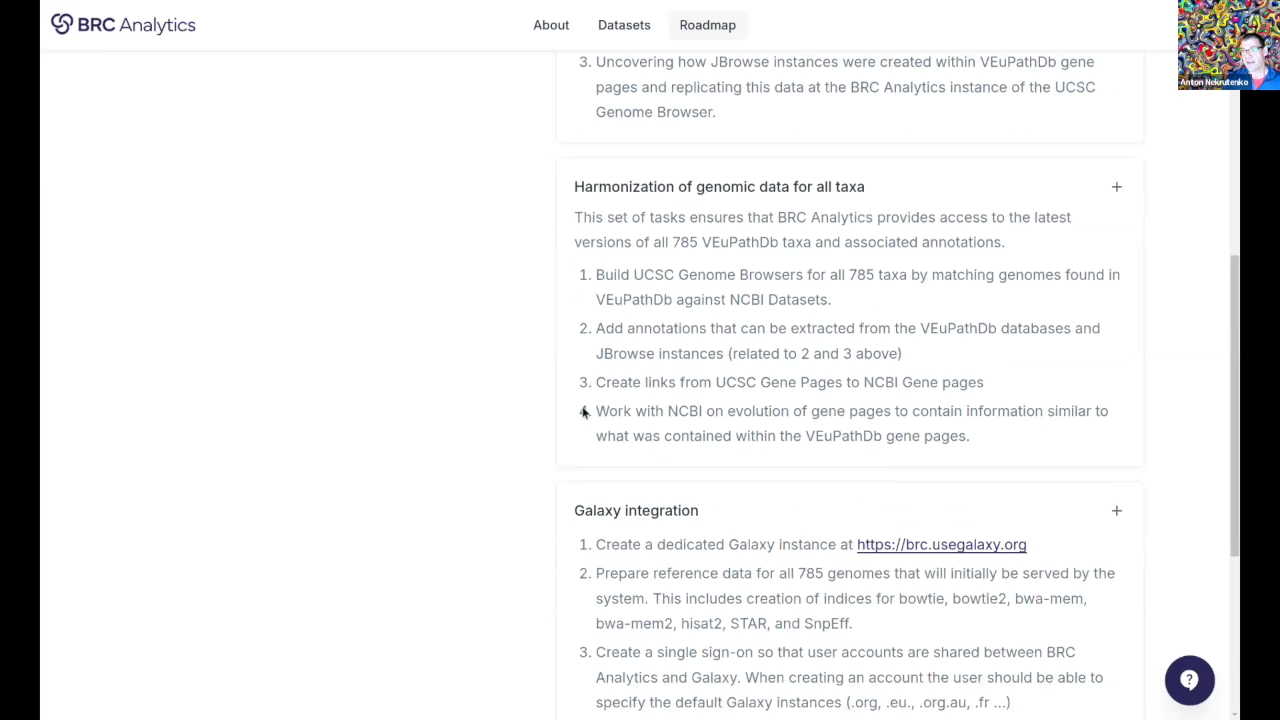 BRC Analytics
About
Datasets
Roadmap
Anton Nekrutenko
3. Uncovering how JBrowse instances were created within VEuPathDb gene
pages and replicating this data at the BRC Analytics instance of the UCSC
Genome Browser.
Harmonization of genomic data for all taxa
+
This set of tasks ensures that BRC Analytics provides access to the latest
versions of all 785 VEuPathDb taxa and associated annotations.
1. Build UCSC Genome Browsers for all 785 taxa by matching genomes found in
VEuPathDb against NCBI Datasets.
2. Add annotations that can be extracted from the VEuPathDb databases and
JBrowse instances (related to 2 and 3 above)
3. Create links from UCSC Gene Pages to NCBI Gene pages
Work with NCBI on evolution of gene pages to contain information similar to
what was contained within the VEuPathDb gene pages.
Galaxy integration
+
1. Create a dedicated Galaxy instance at https://brc.usegalaxy.org
2. Prepare reference data for all 785 genomes that will initially be served by the
system. This includes creation of indices for bowtie, bowtie2, bwa-mem,
bwa-mem2, hisat2, STAR, and SnpEff.
3. Create a single sign-on so that user accounts are shared between BRC
Analytics and Galaxy. When creating an account the user should be able to
specify the default Galaxy instances (.org, .eu., .org.au, .fr ...)
?